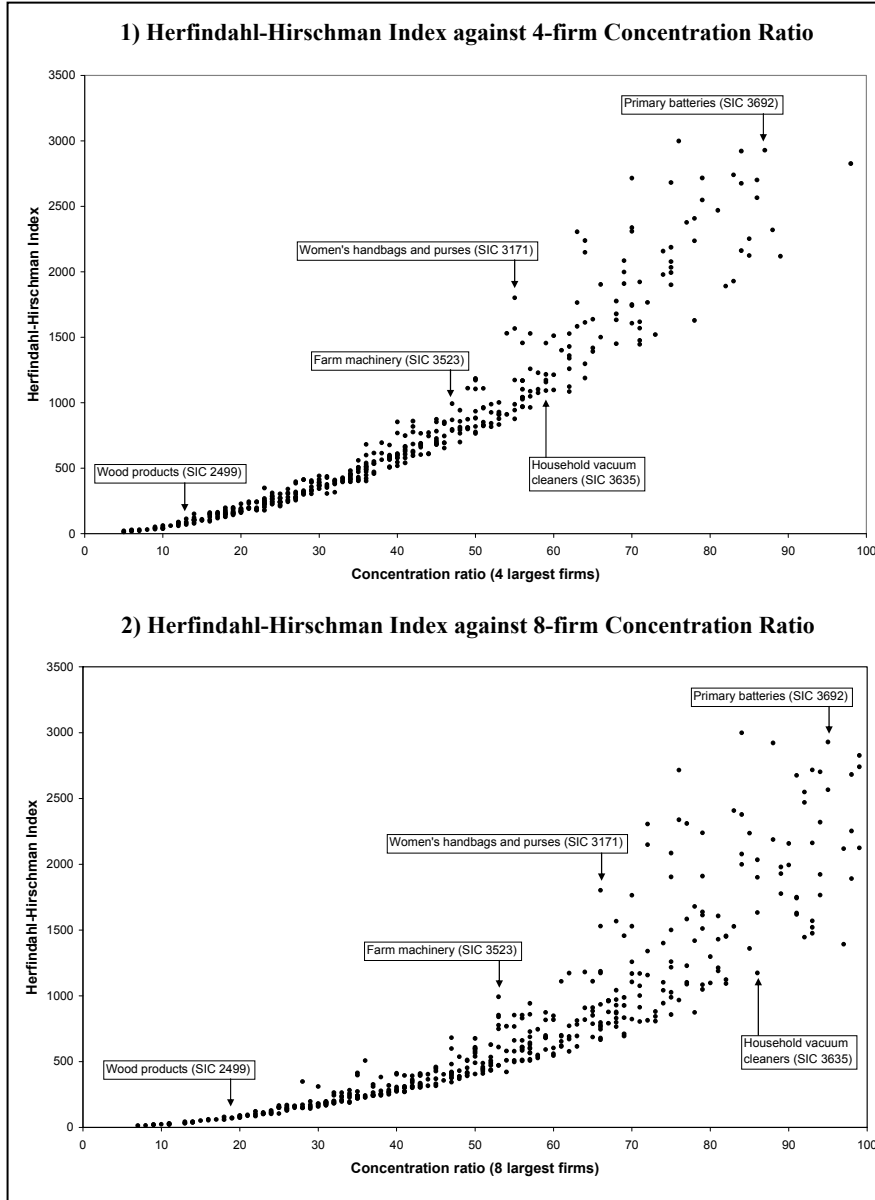 1) Herfindahl-Hirschman Index against 4-firm Concentration Ratio
3500
3000
2500
2000
1500
1000
500
0
Herfindahl-Hirschman Index
Primary batteries (SIC 3692)
Women's handbags and purses (SIC 3171)
Farm machinery (SIC 3523)
Wood products (SIC 2499)
Household vacuum
cleaners (SIC 3635)
0 10 20 30 40 50 60 70 80 90 100
Concentration ratio (4 largest firms)
2) Herfindahl-Hirschman Index against 8-firm Concentration Ratio
3500
3000
2500
2000
1500
1000
500
0
Herfindahl-Hirschman Index
Primary batteries (SIC 3692)
Women's handbags and purses (SIC 3171)
Farm machinery (SIC 3523)
Wood products (SIC 2499)
Household vacuum
cleaners (SIC 3635)
0 10 20 30 40 50 60 70 80 90 100
Concentration ratio (8 largest firms)